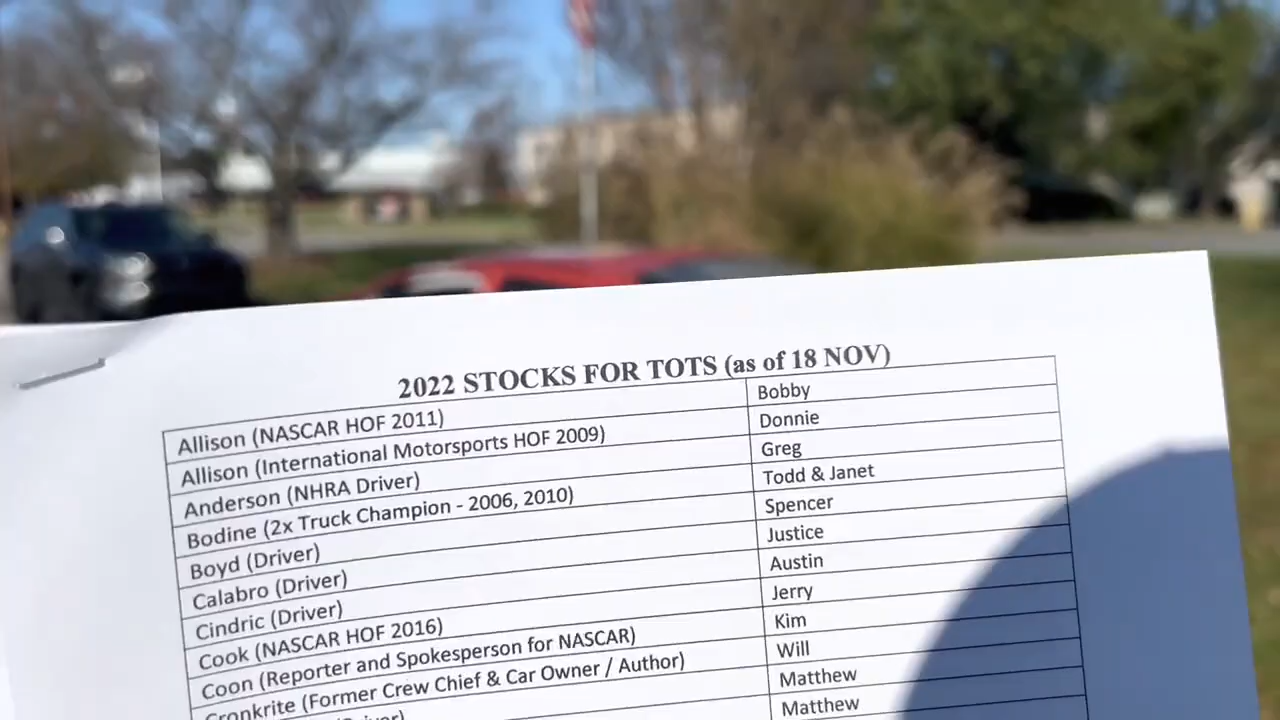 2022 STOCKS FOR TOTS (as of 18 NOV)
Allison (NASCAR HOF 2011) Bobby
Allison (International Motorsports HOF 2009) Donnie
Anderson (NHRA Driver) Greg
Bodine (2x Truck Champion - 2006, 2010) Todd & Janet
Boyd (Driver) Spencer
Calabro (Driver) Justice
Cindric (Driver) Austin
Cook (NASCAR HOF 2016) Jerry
Coon (Reporter and Spokesperson for NASCAR) Kim
Cronkrite (Former Crew Chief & Car Owner / Author) Will
(Driver) Matthew
Matthew